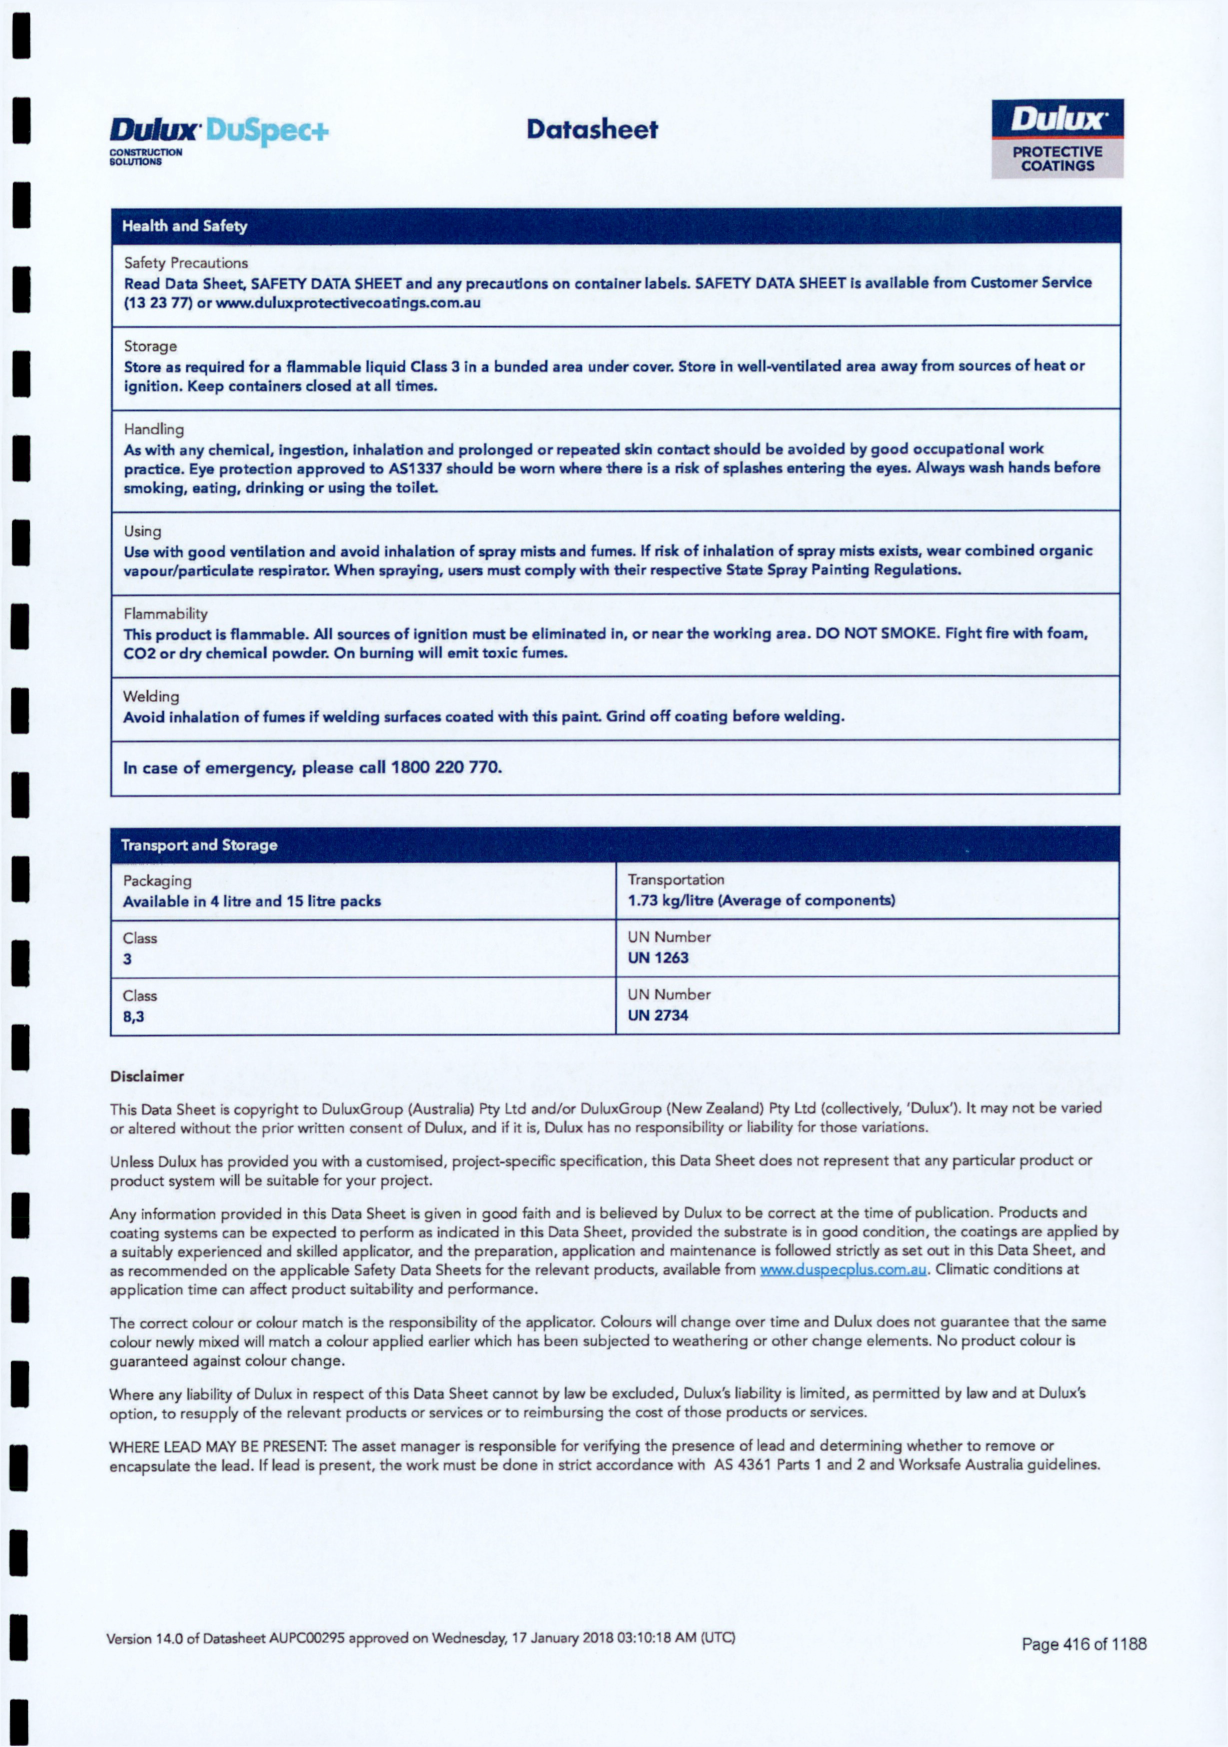 Dulux DuSpec+
CONSTRUCTION
SOLUTIONS
Datasheet
Dulux
PROTECTIVE
COATINGS
Health and Safety
Safety Precautions
Read Data Sheet, SAFETY DATA SHEET and any precautions on container labels. SAFETY DATA SHEET is available from Customer Service
(13 23 77) or www.duluxprotectivecoatings.com.au
Storage
Store as required for a flammable liquid Class 3 in a bunded area under cover. Store in well-ventilated area away from sources of heat or
ignition. Keep containers closed at all times.
Handling
As with any chemical, ingestion, inhalation and prolonged or repeated skin contact should be avoided by good occupational work
practice. Eye protection approved to AS1337 should be worn where there is a risk of splashes entering the eyes. Always wash hands before
smoking, eating, drinking or using the toilet.
Using
Use with good ventilation and avoid inhalation of spray mists and fumes. If risk of inhalation of spray mists exists, wear combined organic
vapour/particulate respirator. When spraying, users must comply with their respective State Spray Painting Regulations.
Flammability
This product is flammable. All sources of ignition must be eliminated in, or near the working area. DO NOT SMOKE. Fight fire with foam,
CO2 or dry chemical powder. On burning will emit toxic fumes.
Welding
Avoid inhalation of fumes if welding surfaces coated with this paint. Grind off coating before welding.
In case of emergency, please call 1800 220 770.
Transport and Storage
Packaging
Available in 4 litre and 15 litre packs
Transportation
1.73 kg/litre (Average of components)
Class
3
UN Number
UN 1263
Class
8,3
UN Number
UN 2734
Disclaimer
This Data Sheet is copyright to DuluxGroup (Australia) Pty Ltd and/or DuluxGroup (New Zealand) Pty Ltd (collectively, 'Dulux'). It may not be varied
or altered without the prior written consent of Dulux, and if it is, Dulux has no responsibility or liability for those variations.
Unless Dulux has provided you with a customised, project-specific specification, this Data Sheet does not represent that any particular product or
product system will be suitable for your project.
Any information provided in this Data Sheet is given in good faith and is believed by Dulux to be correct at the time of publication. Products and
coating systems can be expected to perform as indicated in this Data Sheet, provided the substrate is in good condition, the coatings are applied by
a suitably experienced and skilled applicator, and the preparation, application and maintenance is followed strictly as set out in this Data Sheet, and
as recommended on the applicable Safety Data Sheets for the relevant products, available from www.duspecplus.com.au. Climatic conditions at
application time can affect product suitability and performance.
The correct colour or colour match is the responsibility of the applicator. Colours will change over time and Dulux does not guarantee that the same
colour newly mixed will match a colour applied earlier which has been subjected to weathering or other change elements. No product colour is
guaranteed against colour change.
Where any liability of Dulux in respect of this Data Sheet cannot by law be excluded, Dulux's liability is limited, as permitted by law and at Dulux's
option, to resupply of the relevant products or services or to reimbursing the cost of those products or services.
WHERE LEAD MAY BE PRESENT: The asset manager is responsible for verifying the presence of lead and determining whether to remove or
encapsulate the lead. If lead is present, the work must be done in strict accordance with AS 4361 Parts 1 and 2 and Worksafe Australia guidelines.
Version 14.0 of Datasheet AUPC00295 approved on Wednesday, 17 January 2018 03:10:18 AM (UTC)
Page 416 of 1188